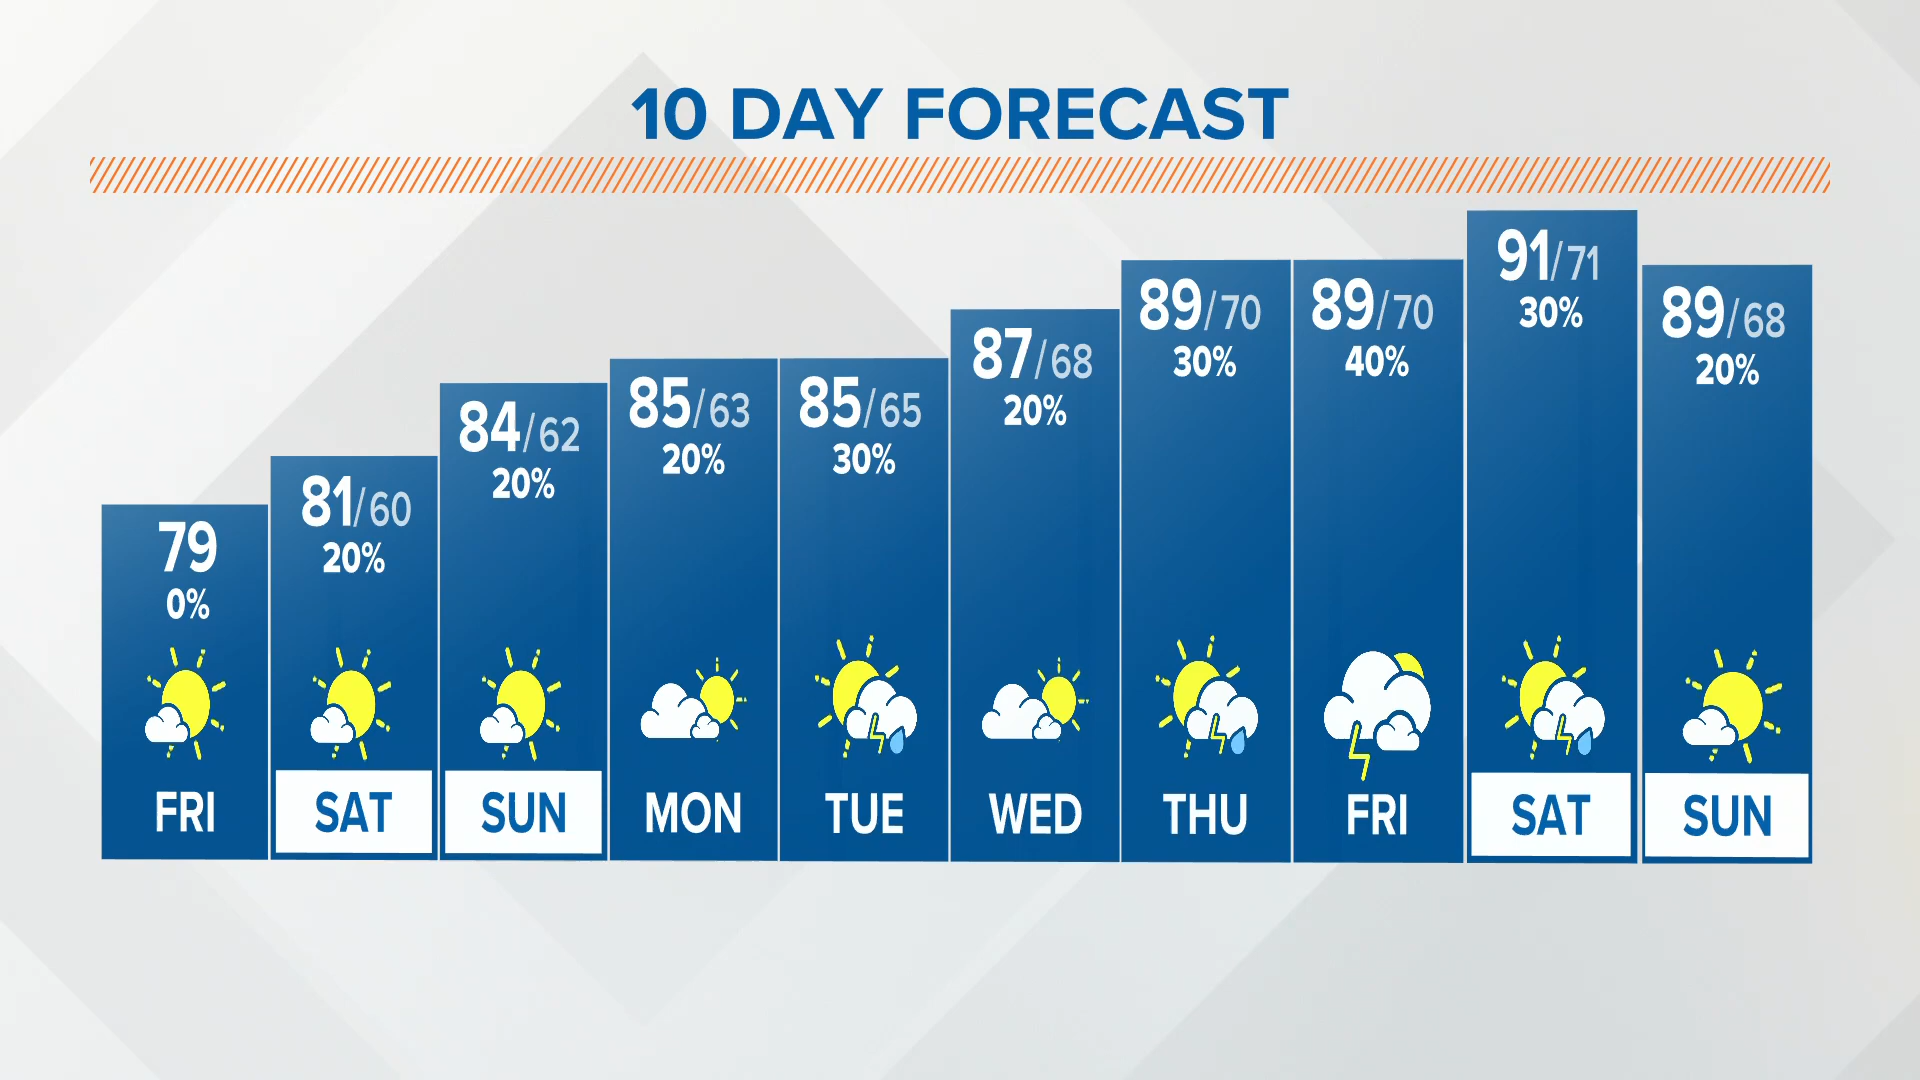 10 DAY FORECAST
79
0%
FRI
81/60
20%
SAT
84/62
20%
SUN
85/63
20%
MON
85/65
30%
TUE
87/68
20%
WED
89/70
30%
THU
89/70
40%
FRI
91/71
30%
SAT
89/68
20%
SUN